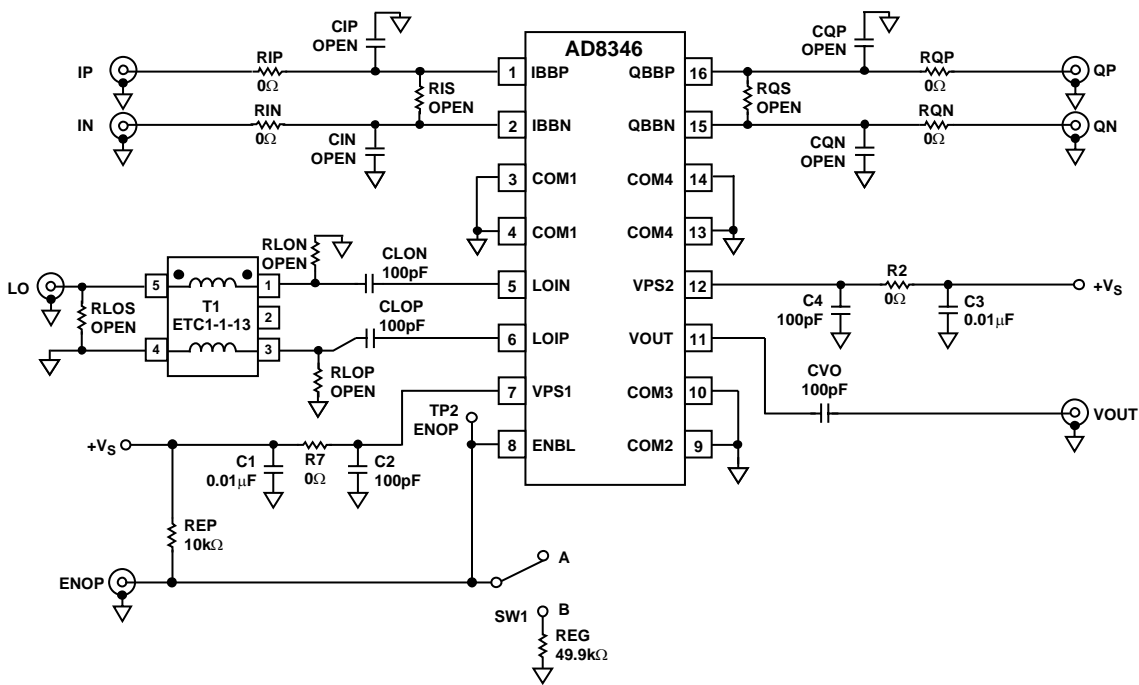 AD8346
IP
RIP
0Ω
CIP
OPEN
RIS
OPEN
IN
RIN
0Ω
CIN
OPEN
1 IBBP
2 IBBN
3 COM1
4 COM1
5 LOIN
6 LOIP
7 VPS1
8 ENBL
QBBP 16
QBBN 15
COM4 14
COM4 13
VPS2 12
VOUT 11
COM3 10
COM2 9
CQP
OPEN
RQP
0Ω
QP
RQS
OPEN
RQN
0Ω
QN
CQN
OPEN
LO
RLOS
OPEN
5
1
T1
ETC1-1-13
2
4
3
RLON
OPEN
CLON
100pF
CLOP
100pF
RLOP
OPEN
R2
0Ω
+VS
C4
100pF
C3
0.01μF
CVO
100pF
VOUT
TP2
ENOP
+VS
C1
0.01μF
R7
0Ω
C2
100pF
REP
10kΩ
ENOP
A
SW1
B
REG
49.9kΩ